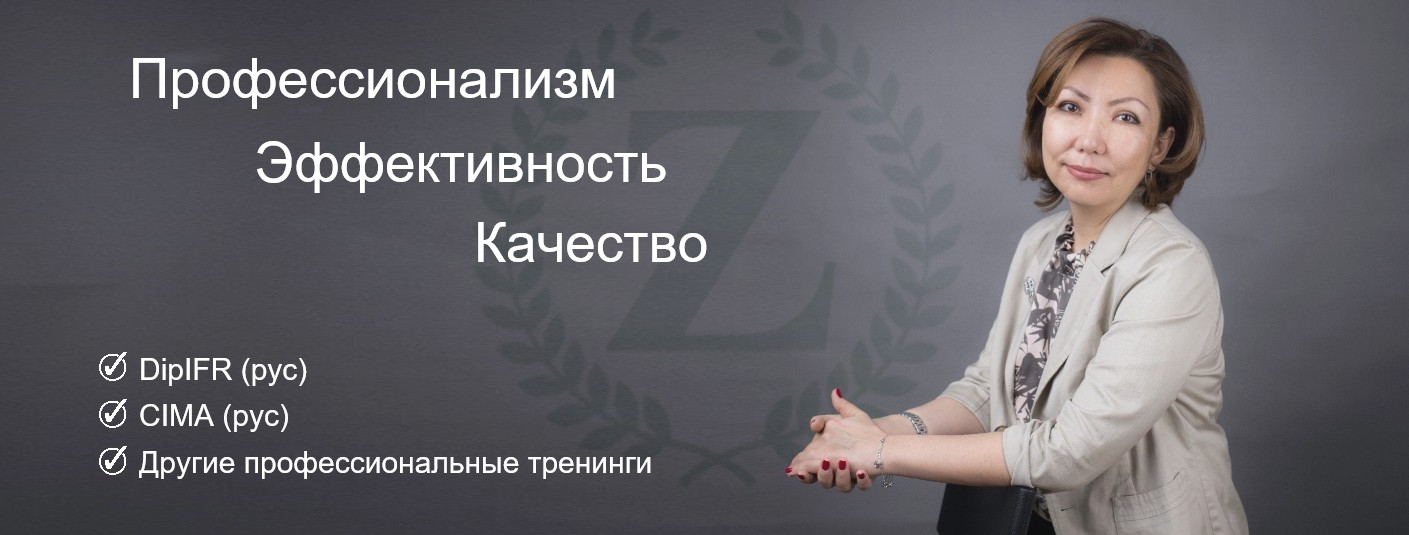 Профессионализм
Эффективность
Качество
Z
DipIFR (рус)
CIMA (рус)
Другие профессиональные тренинги